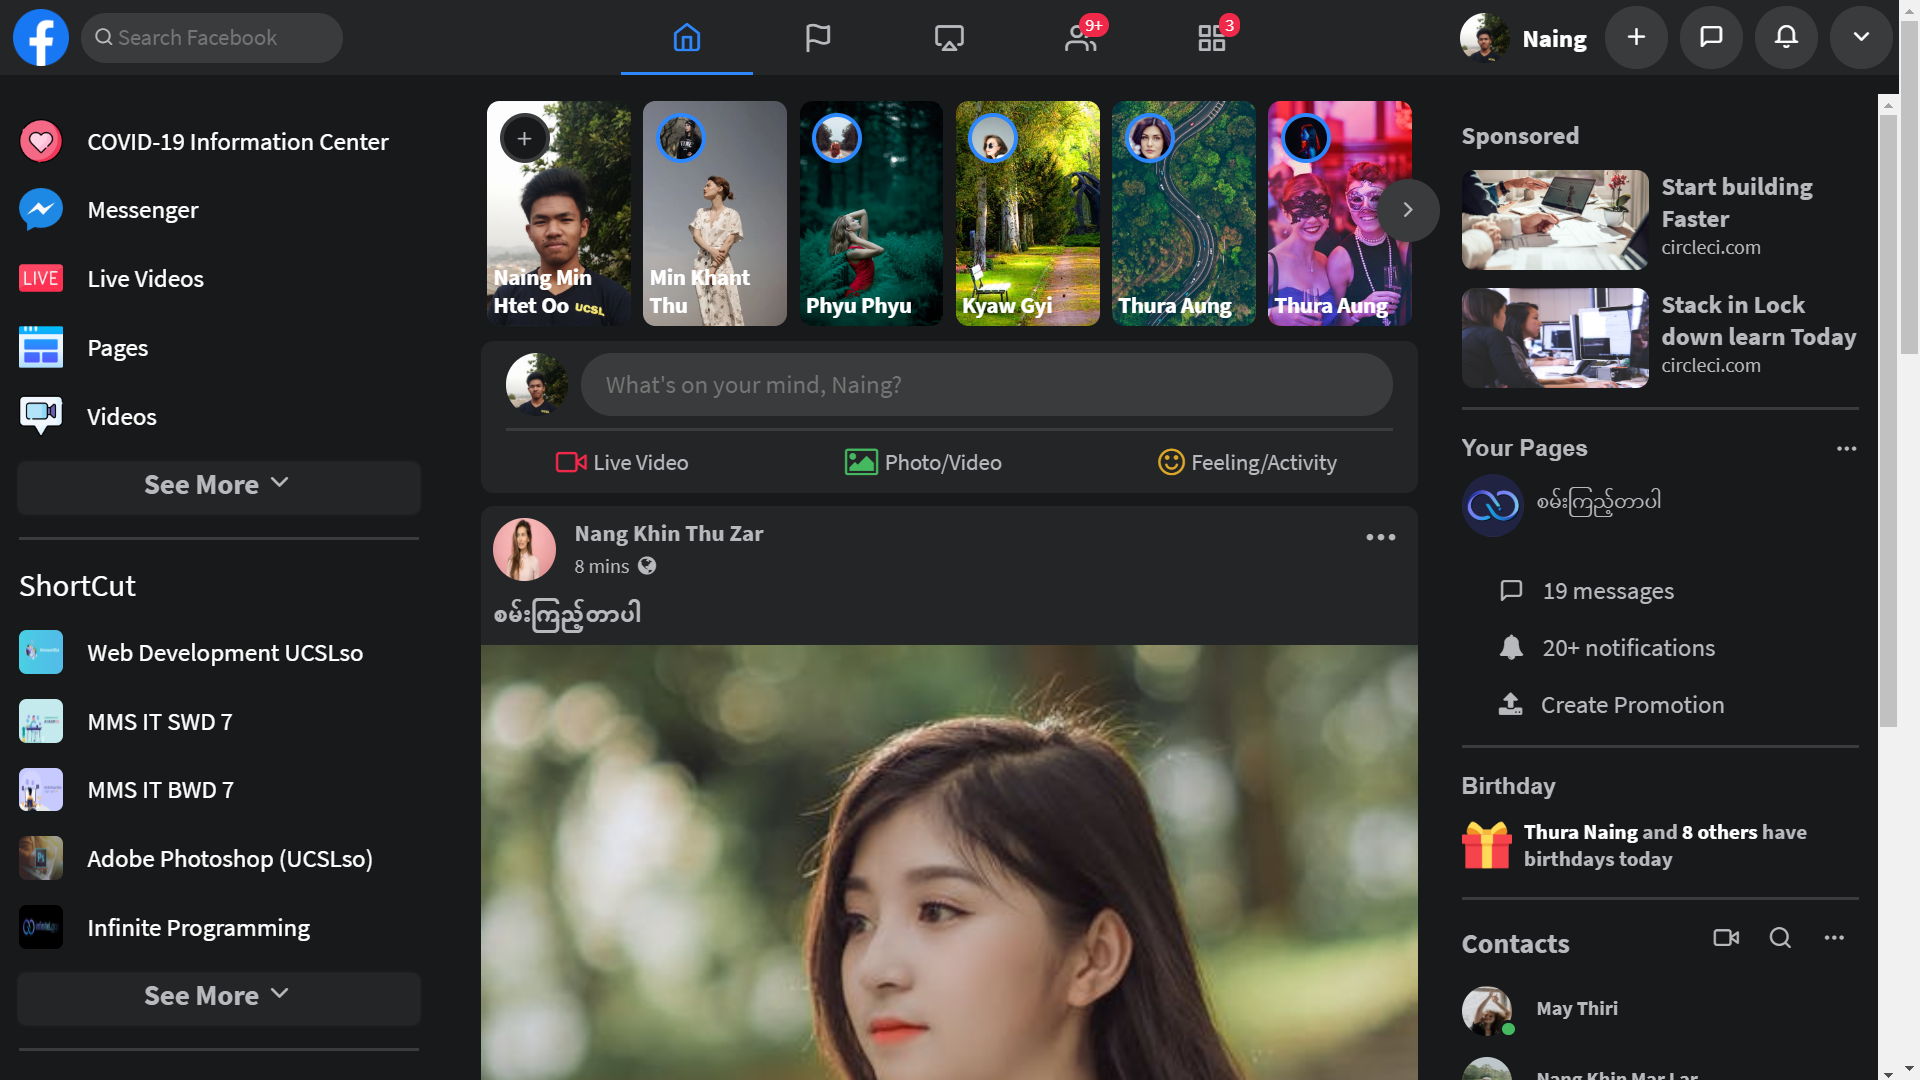 Search Facebook
9+
3
Naing
COVID-19 Information Center
Messenger
LIVE
Live Videos
Pages
Videos
See More
ShortCut
Web Development UCSLso
MMS IT SWD 7
MMS IT BWD 7
Adobe Photoshop (UCSLso)
Infinite Programming
See More
Naing Min
Htet Oo
UCSL
Min Khant
Thu
Phyu Phyu
Kyaw Gyi
Thura Aung
Thura Aung
What's on your mind, Naing?
Live Video
Photo/Video
Feeling/Activity
Nang Khin Thu Zar
8 mins
စမ်းကြည့်တာပါ
Sponsored
Start building
Faster
circleci.com
Stack in Lock
down learn Today
circleci.com
Your Pages
စမ်းကြည့်တာပါ
19 messages
20+ notifications
Create Promotion
Birthday
Thura Naing and 8 others have
birthdays today
Contacts
May Thiri
Nang Khin Mar Lar